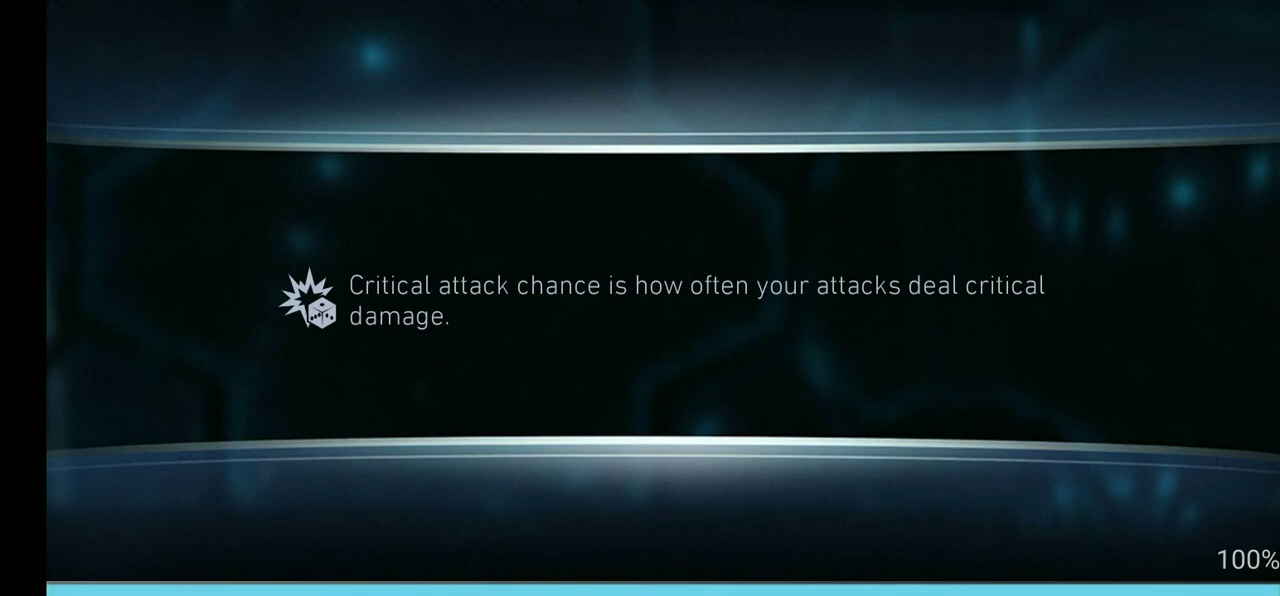 Critical attack chance is how often your attacks deal critical
damage.
100%